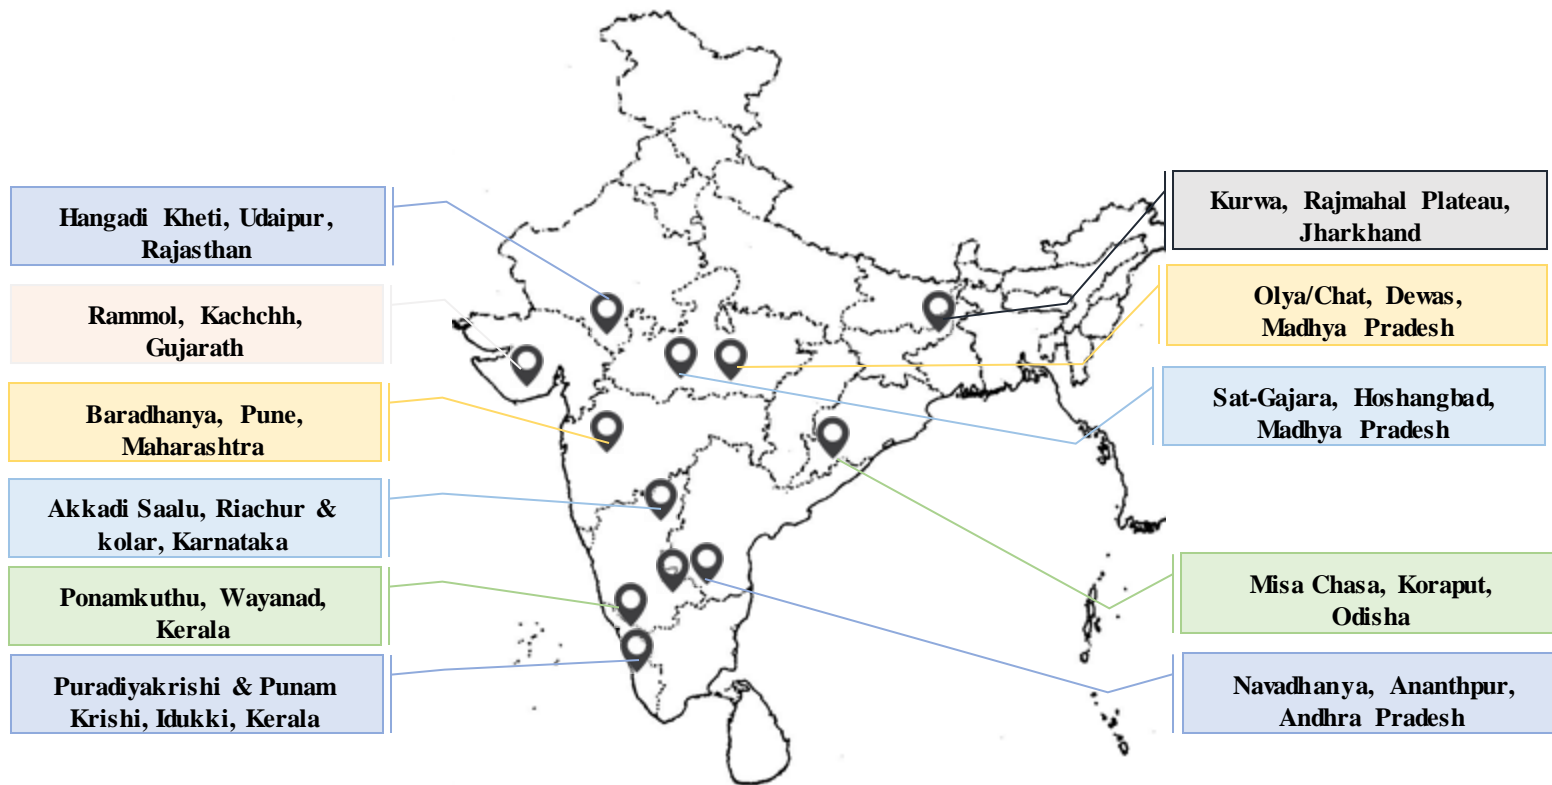 Hangadi Kheti, Udaipur,
Rajasthan
Rammol, Kachchh,
Gujarath
Baradhanya, Pune,
Maharashtra
Akkadi Saalu, Riachur &
kolar, Karnataka
Ponamkuthu, Wayanad,
Kerala
Puradiyakrishi & Punam
Krishi, Idukki, Kerala
Kurwa, Rajmahal Plateau,
Jharkhand
Olya/Chat, Dewas,
Madhya Pradesh
Sat-Gajara, Hoshangbad,
Madhya Pradesh
Misa Chasa, Koraput,
Odisha
Navadhanya, Ananthpur,
Andhra Pradesh